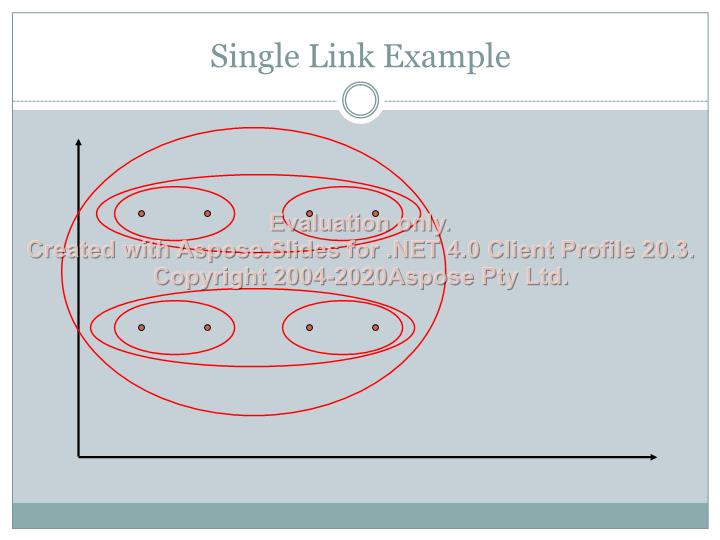 Single Link Example
Evaluation only.
Created with Aspose.Slides for .NET 4.0 Client Profile 20.3.
Copyright 2004-2020Aspose Pty Ltd.